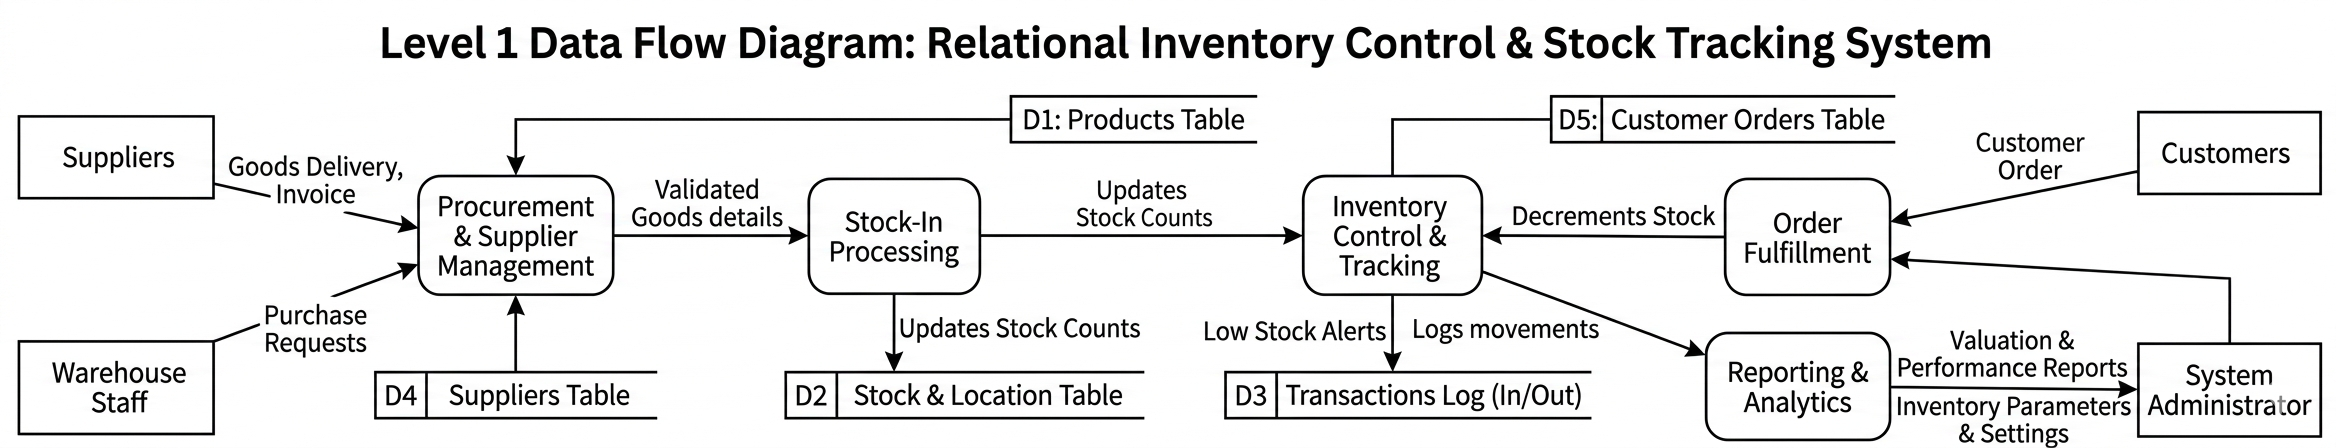 Level 1 Data Flow Diagram: Relational Inventory Control & Stock Tracking System
Suppliers
Goods Delivery,
Invoice
Warehouse
Staff
Purchase
Requests
D1: Products Table
Procurement
& Supplier
Management
D4 Suppliers Table
Validated
Goods details
Stock-In
Processing
Updates Stock Counts
D2 Stock & Location Table
Updates
Stock Counts
D5: Customer Orders Table
Inventory
Control &
Tracking
Low Stock Alerts
Logs movements
D3 Transactions Log (In/Out)
Decrements Stock
Order
Fulfillment
Customer
Order
Customers
Reporting &
Analytics
Valuation &
Performance Reports
Inventory Parameters
& Settings
System
Administrator